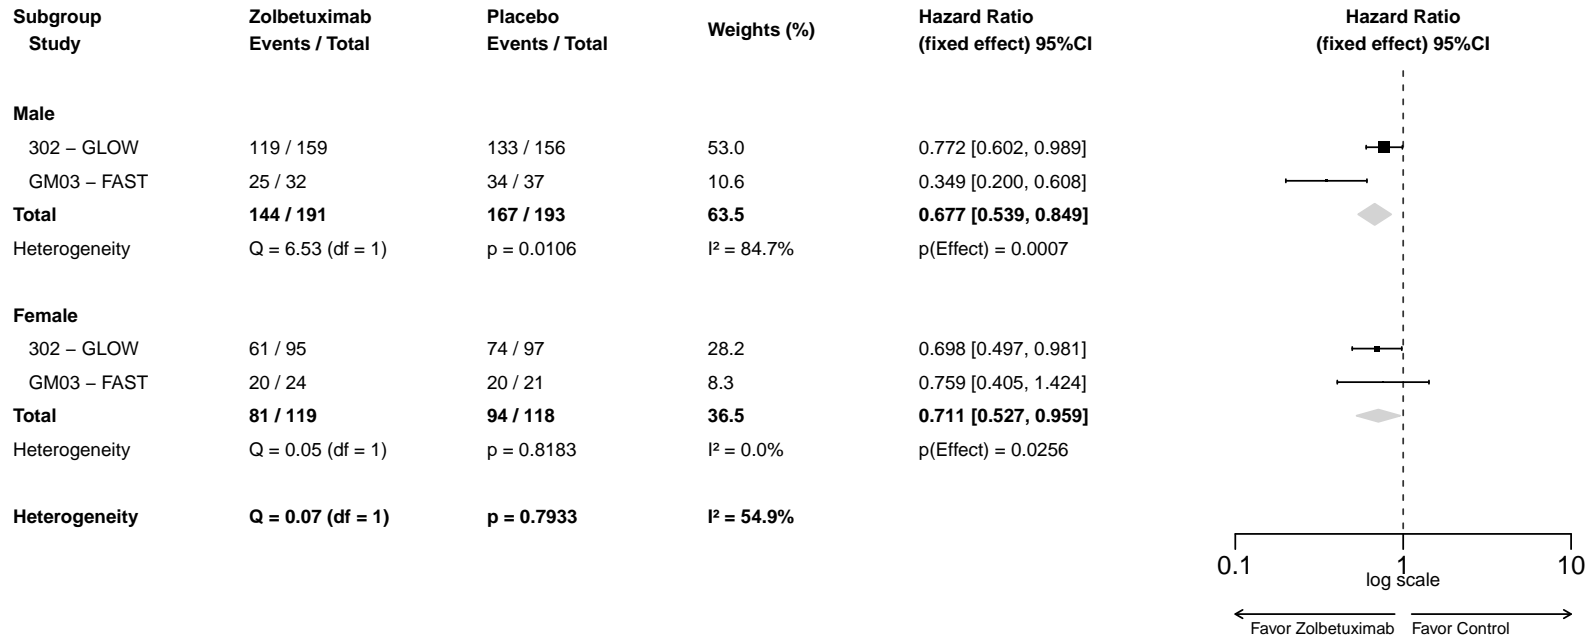 Subgroup Zolbetuximab Placebo Weights (%) Hazard Ratio Hazard Ratio
Study Events / Total Events / Total (fixed effect) 95%CI (fixed effect) 95%CI
Male
302 − GLOW 119 / 159 133 / 156 53.0 0.772 [0.602, 0.989]
GM03 − FAST 25 / 32 34 / 37 10.6 0.349 [0.200, 0.608]
Total 144 / 191 167 / 193 63.5 0.677 [0.539, 0.849]
Heterogeneity Q = 6.53 (df = 1) p = 0.0106 I² = 84.7% p(Effect) = 0.0007
Female
302 − GLOW 61 / 95 74 / 97 28.2 0.698 [0.497, 0.981]
GM03 − FAST 20 / 24 20 / 21 8.3 0.759 [0.405, 1.424]
Total 81 / 119 94 / 118 36.5 0.711 [0.527, 0.959]
Heterogeneity Q = 0.05 (df = 1) p = 0.8183 I² = 0.0% p(Effect) = 0.0256
Heterogeneity Q = 0.07 (df = 1) p = 0.7933 I² = 54.9%
0.1 1 10
log scale
Favor Zolbetuximab Favor Control